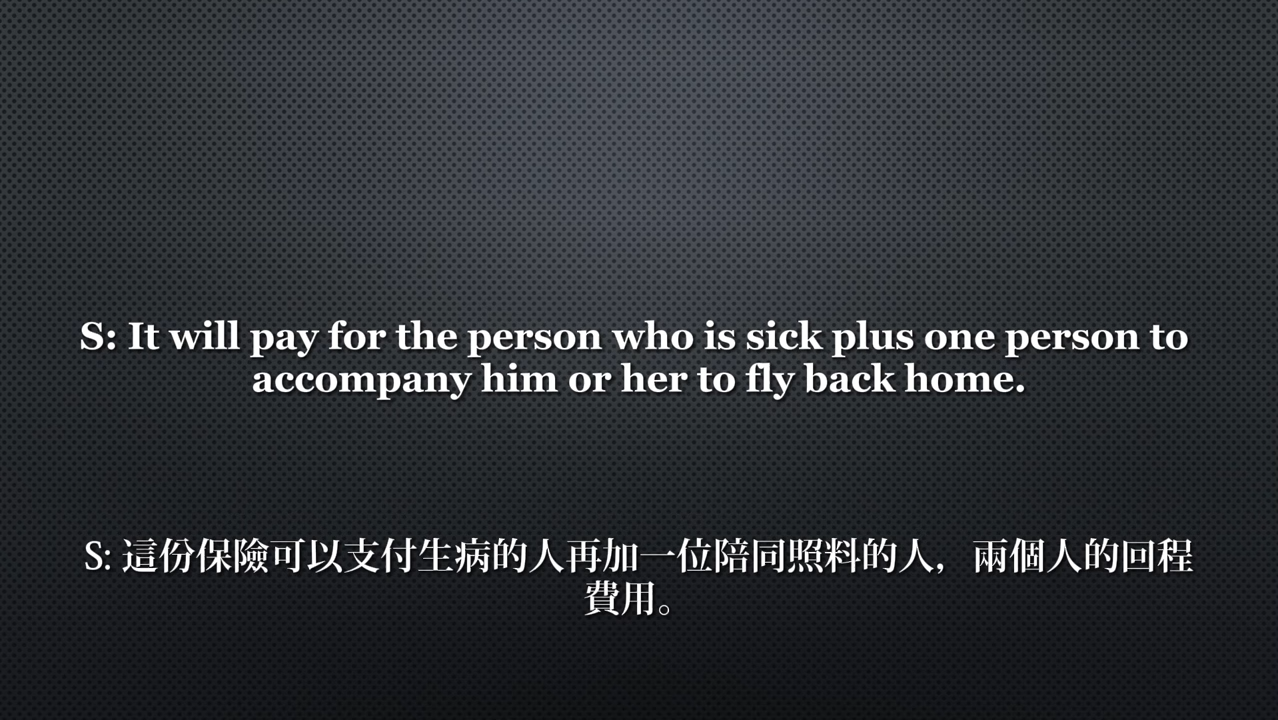 S: It will pay for the person who is sick plus one person to
accompany him or her to fly back home.
S: 這份保險可以支付生病的人再加一位陪同照料的人，兩個人的回程
費用。